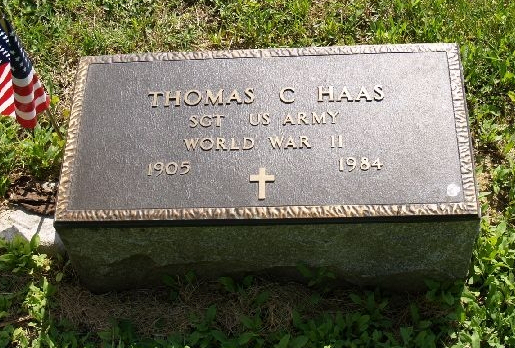 THOMAS C HAAS
SGT US ARMY
WORLD WAR II
1905 1984